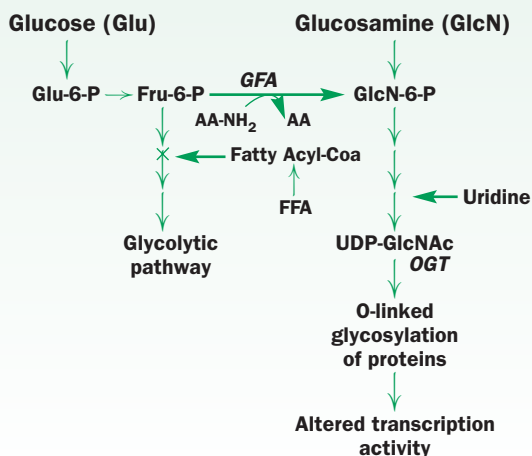 Glucose (Glu)
Glucosamine (GlcN)
Glu-6-P
Fru-6-P
GFA
GlcN-6-P
AA-NH₂
AA
Fatty Acyl-Coa
FFA
Uridine
Glycolytic
pathway
UDP-GlcNAc
OGT
O-linked
glycosylation
of proteins
Altered transcription
activity